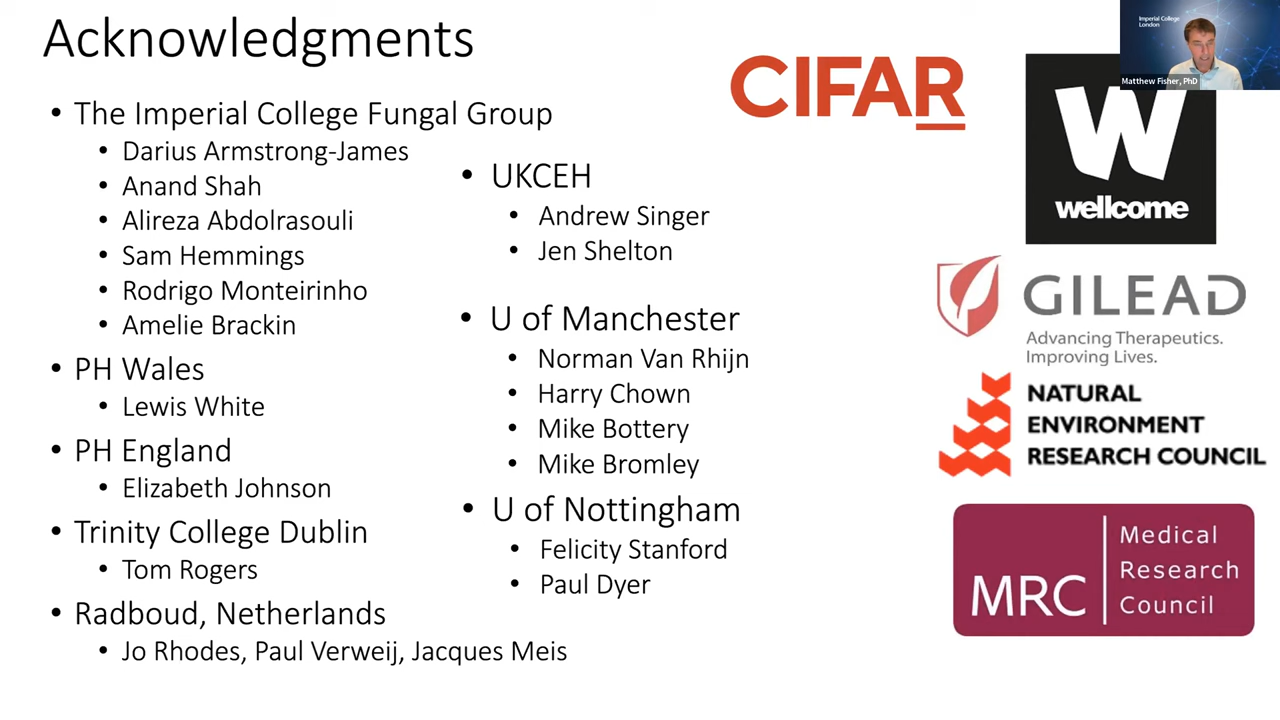 Acknowledgments
• The Imperial College Fungal Group
• Darius Armstrong-James
• Anand Shah
• Alireza Abdolrasouli
• Sam Hemmings
• Rodrigo Monteirinho
• Amelie Brackin
• PH Wales
• Lewis White
• PH England
• Elizabeth Johnson
• Trinity College Dublin
• Tom Rogers
• Radboud, Netherlands
• Jo Rhodes, Paul Verweij, Jacques Meis
• UKCEH
• Andrew Singer
• Jen Shelton
• U of Manchester
• Norman Van Rhijn
• Harry Chown
• Mike Bottery
• Mike Bromley
• U of Nottingham
• Felicity Stanford
• Paul Dyer
CIFAR
Imperial College
London
Matthew Fisher, PhD
W
wellcome
GILEAD
Advancing Therapeutics.
Improving Lives.
NATURAL
ENVIRONMENT
RESEARCH COUNCIL
MRC
Medical
Research
Council